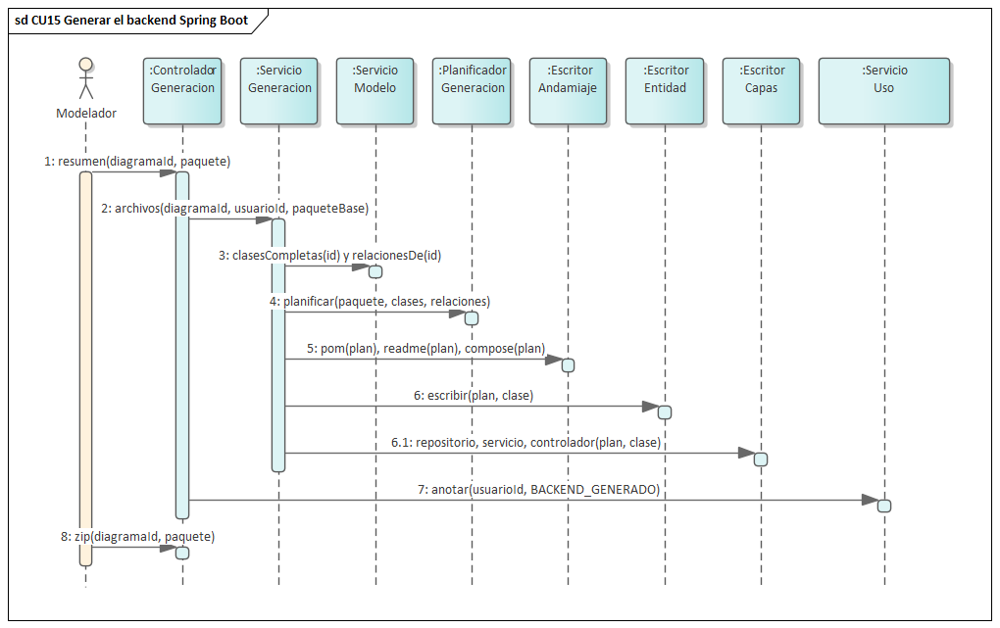 sd CU15 Generar el backend Spring Boot
Modelador
:Controlador
Generacion
:Servicio
Generacion
:Servicio
Modelo
:Planificador
Generacion
:Escritor
Andamiaje
:Escritor
Entidad
:Escritor
Capas
:Servicio
Uso
1: resumen(diagramaId, paquete)
2: archivos(diagramaId, usuarioId, paqueteBase)
3: clasesCompletas(id) y relacionesDe(id)
4: planificar(paquete, clases, relaciones)
5: pom(plan), readme(plan), compose(plan)
6: escribir(plan, clase)
6.1: repositorio, servicio, controlador(plan, clase)
7: anotar(usuarioId, BACKEND_GENERADO)
8: zip(diagramaId, paquete)